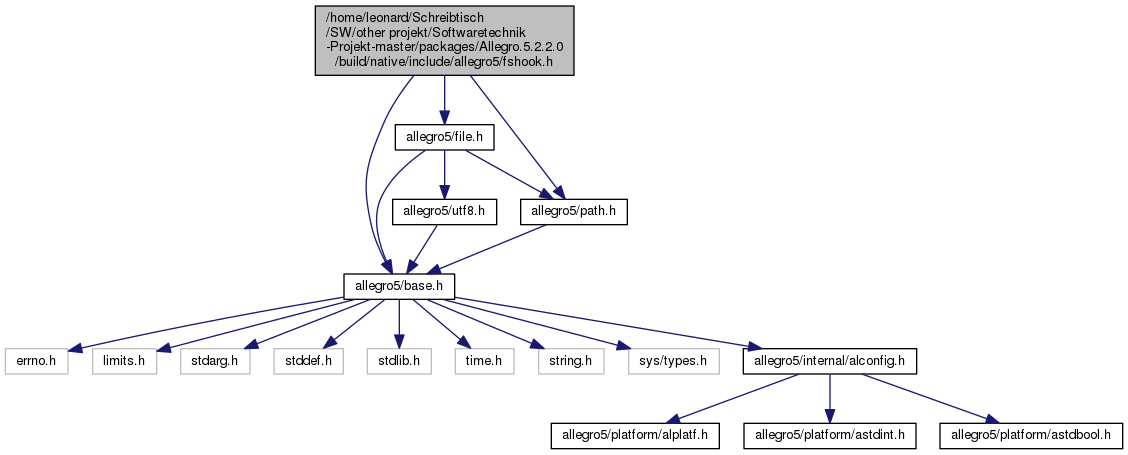 /home/leonard/Schreibtisch
/SW/other projekt/Softwaretechnik
-Projekt-master/packages/Allegro.5.2.2.0
/build/native/include/allegro5/fshook.h
allegro5/file.h
allegro5/utf8.h
allegro5/path.h
allegro5/base.h
errno.h
limits.h
stdarg.h
stddef.h
stdlib.h
time.h
string.h
sys/types.h
allegro5/internal/alconfig.h
allegro5/platform/alplatf.h
allegro5/platform/astdint.h
allegro5/platform/astdbool.h